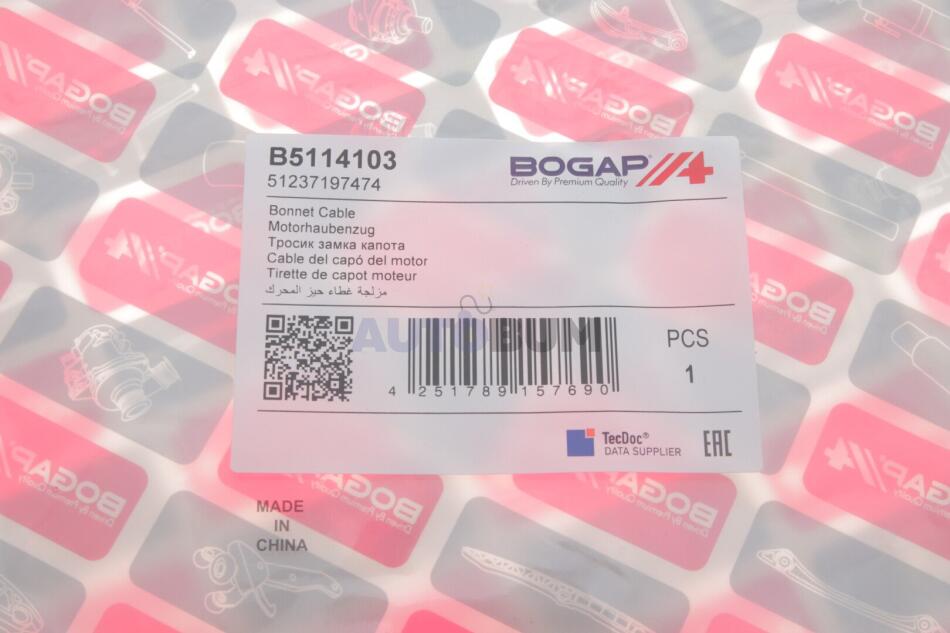 B5114103
51237197474
BOGAP
Driven By Premium Quality
Bonnet Cable
Motorhaubenzug
Тросик замка капота
Cable del capó del motor
Tirette de capot moteur
مزلجة غطاء حيز المحرك
AUTOBUM
4 251789 157690
PCS
1
TecDoc®
DATA SUPPLIER
EAC
MADE
IN
CHINA